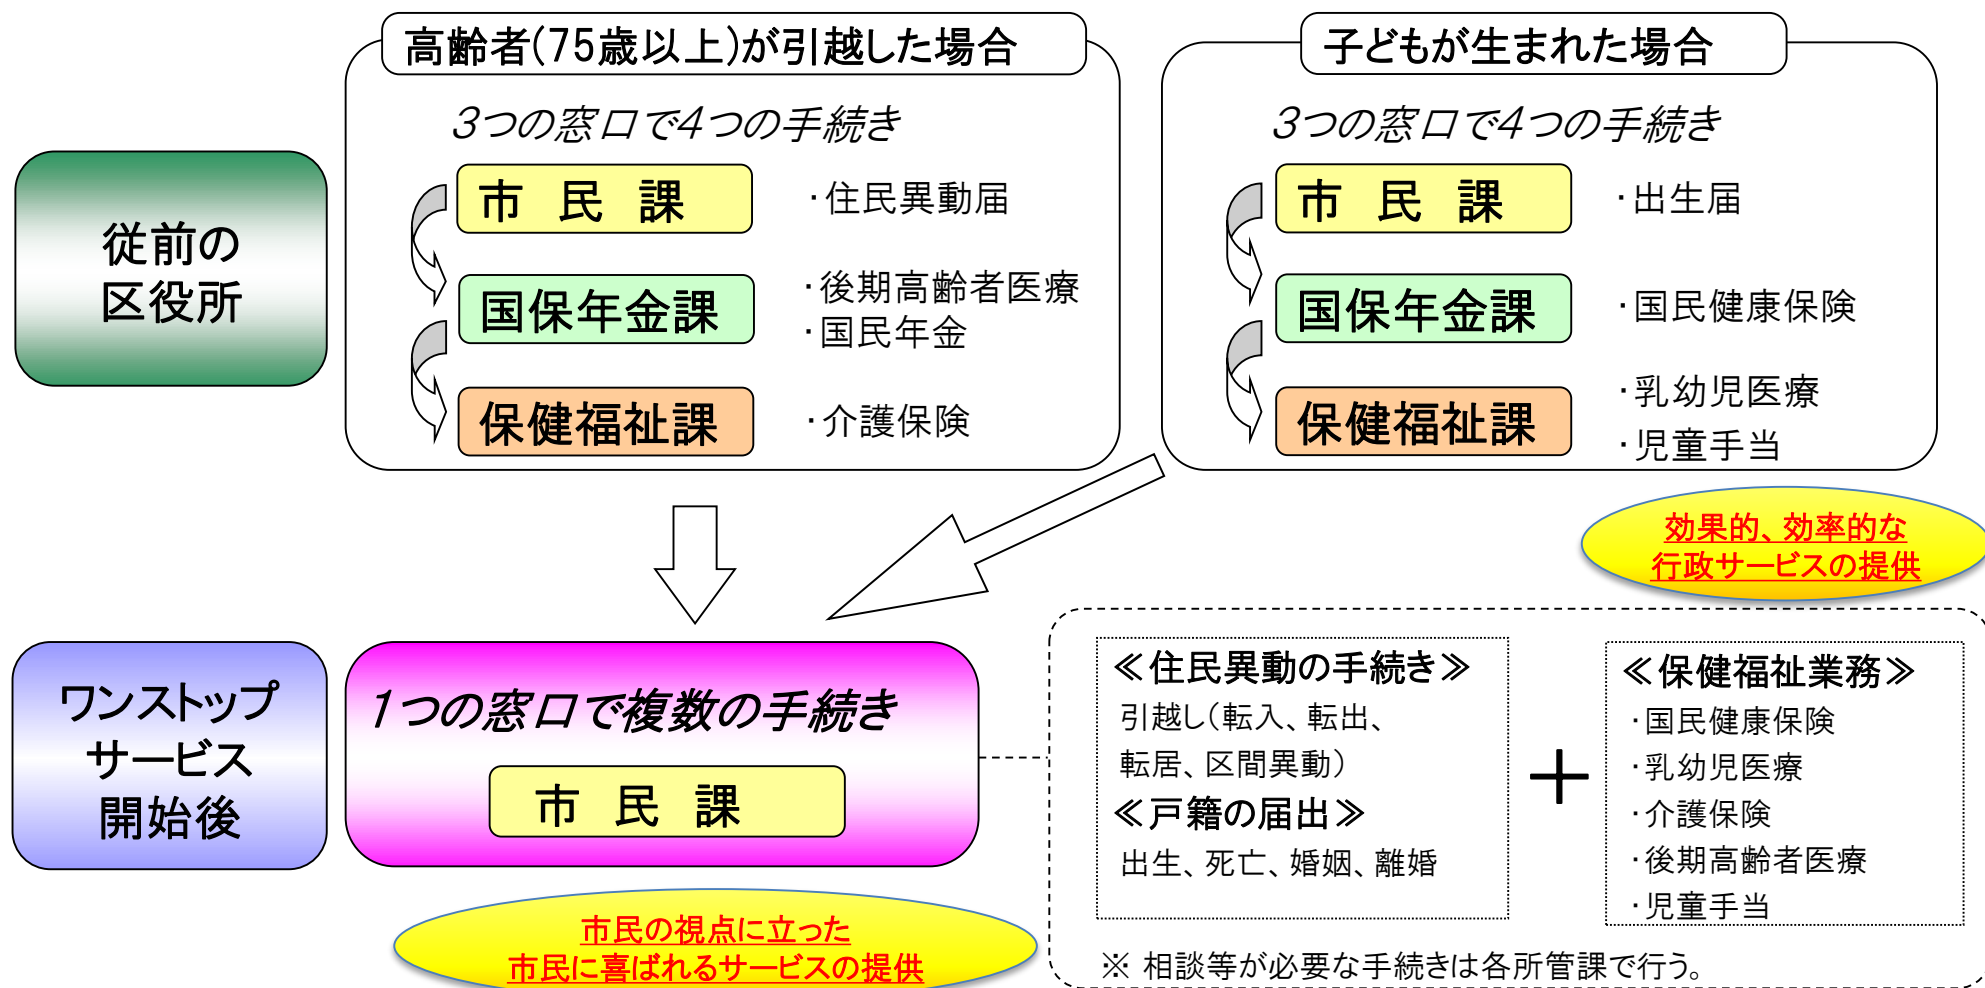 高齢者(75歳以上)が引越した場合
3つの窓口で4つの手続き
市　民　課
・住民異動届
国保年金課
・後期高齢者医療
・国民年金
保健福祉課
・介護保険
子どもが生まれた場合
3つの窓口で4つの手続き
市　民　課
・出生届
国保年金課
・国民健康保険
保健福祉課
・乳幼児医療
・児童手当
従前の
区役所
効果的、効率的な
行政サービスの提供
ワンストップ
サービス
開始後
1つの窓口で複数の手続き
市　民　課
市民の視点に立った
市民に喜ばれるサービスの提供
≪住民異動の手続き≫
引越し(転入、転出、
転居、区間異動)
≪戸籍の届出≫
出生、死亡、婚姻、離婚
＋
≪保健福祉業務≫
・国民健康保険
・乳幼児医療
・介護保険
・後期高齢者医療
・児童手当
※ 相談等が必要な手続きは各所管課で行う。